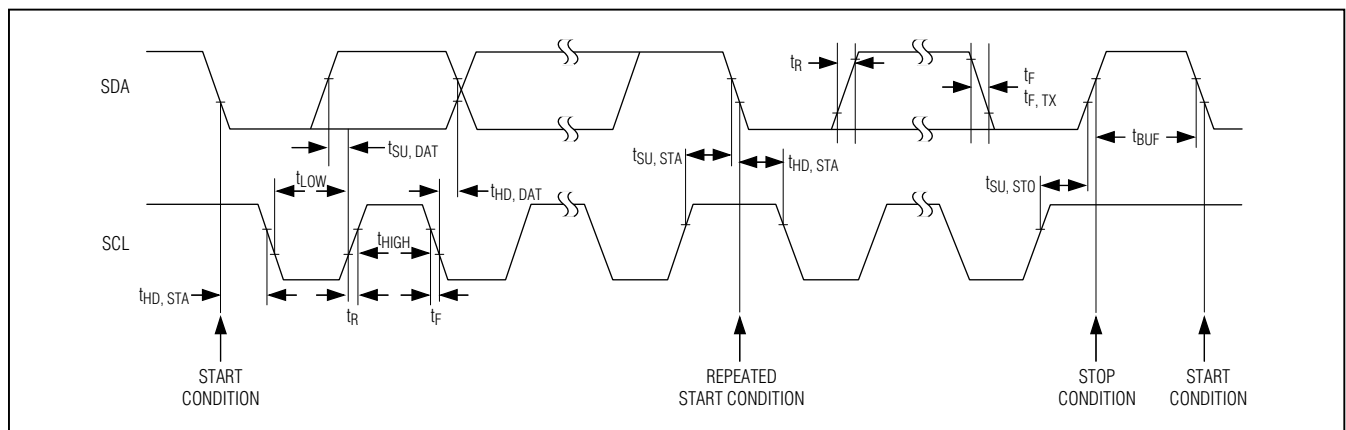 SDA
tR
tF
tF, TX
tSU, DAT
tSU, STA
tHD, STA
tBUF
tLOW
tHD, DAT
tSU, STO
SCL
tHIGH
tHD, STA
tR
tF
START
CONDITION
REPEATED
START CONDITION
STOP
CONDITION
START
CONDITION